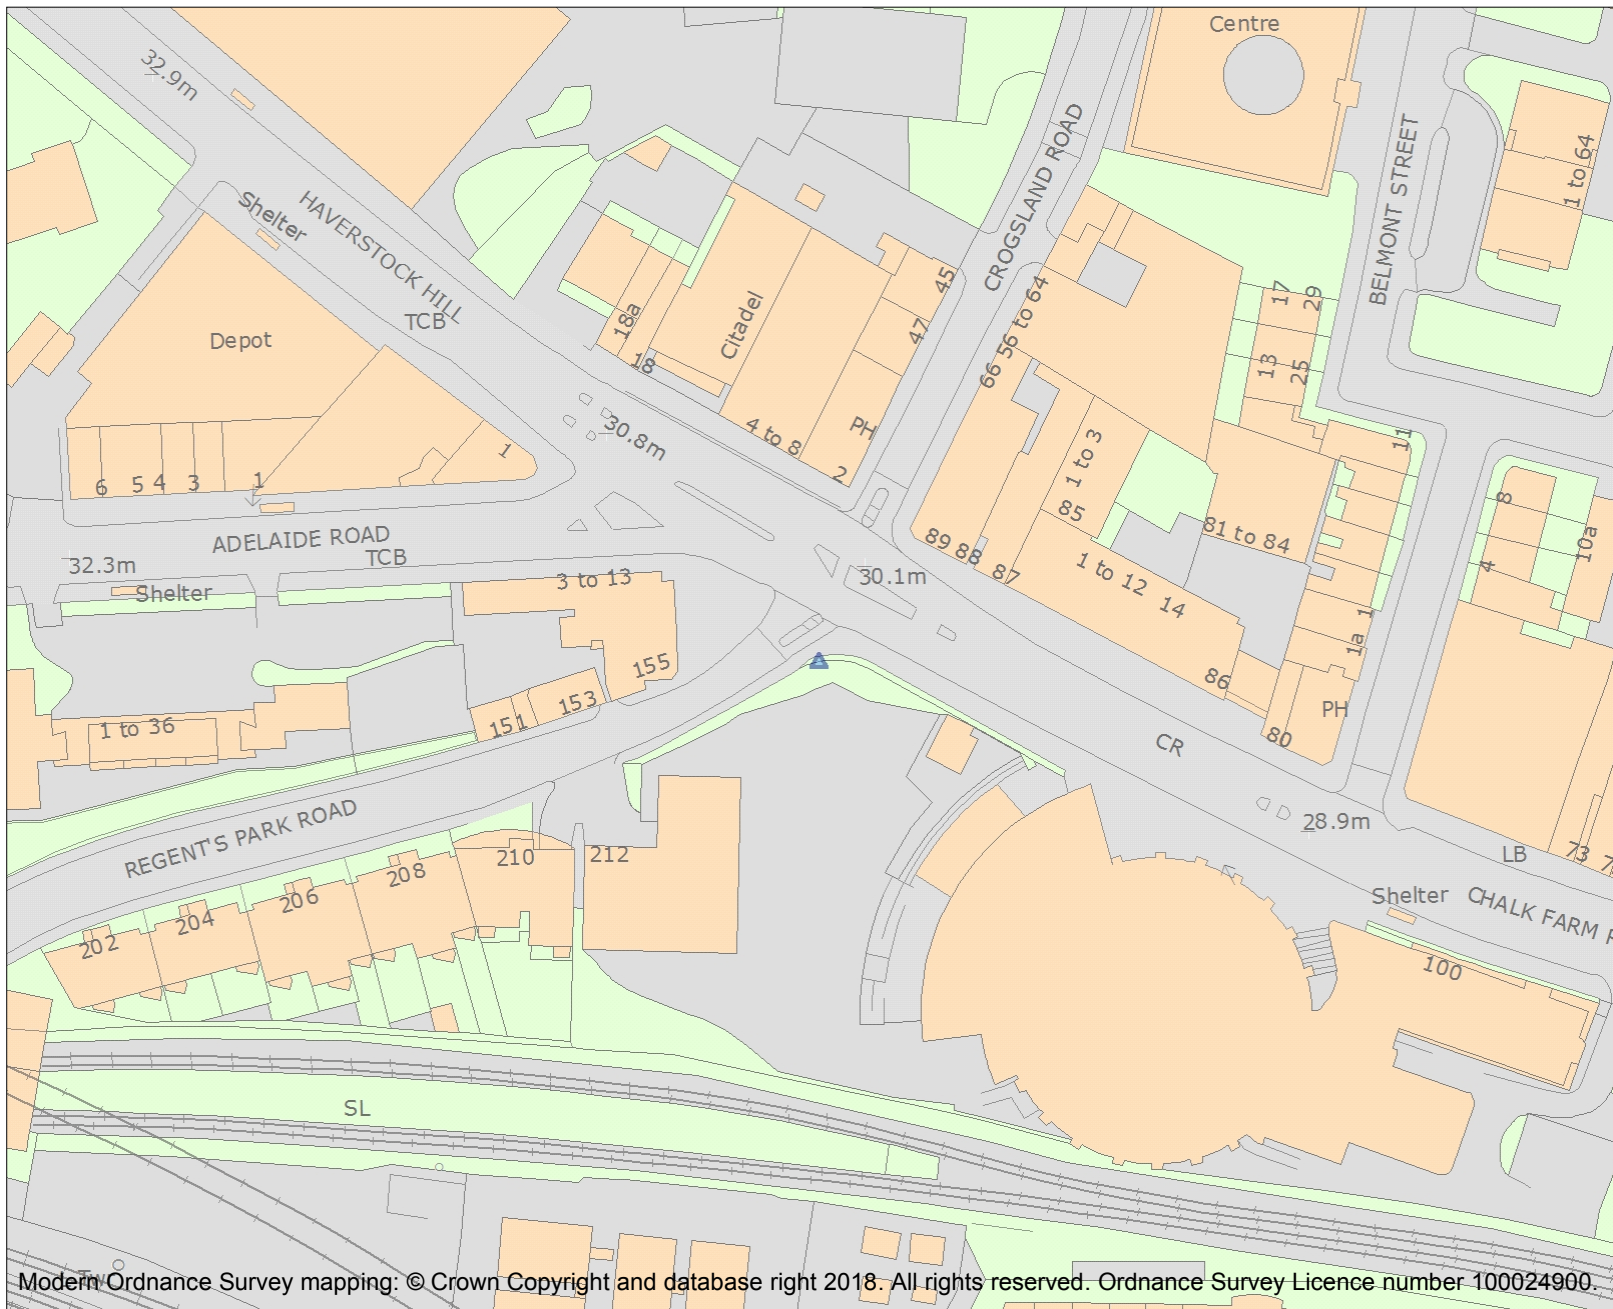 Centre
32.9m
HAVERSTOCK HILL
Shelter
TCB
CROGSLAND ROAD
BELMONT STREET
1 to 64
Depot
18a
18
Citadel
45
47
66 56 to 64
17
29
13
25
11
30.8m
4 to 8
PH
2
1 to 3
85
1
6
5 4
3
1
ADELAIDE ROAD
TCB
32.3m
Shelter
3 to 13
30.1m
89 88
87
1 to 12
14
81 to 84
8
4
10a
1
1a
155
153
151
1 to 36
86
PH
80
CR
28.9m
LB
73
REGENT'S PARK ROAD
Shelter
CHALK FARM
210
212
208
206
204
202
100
SL
Modern Ordnance Survey mapping: © Crown Copyright and database right 2018. All rights reserved. Ordnance Survey Licence number 100024900.